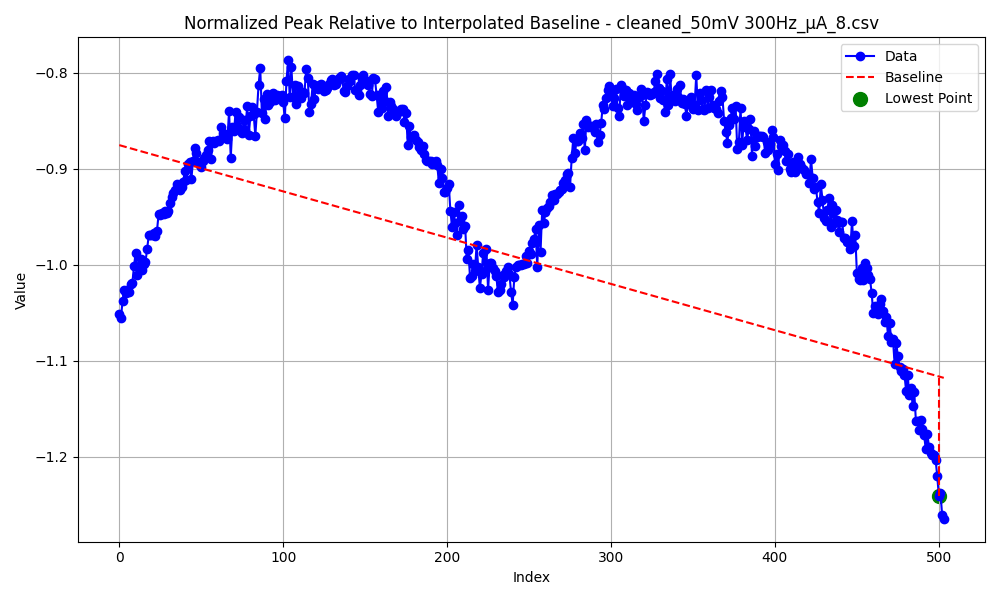 Normalized Peak Relative to Interpolated Baseline - cleaned_50mV 300Hz_μA_8.csv
Data
Baseline
Lowest Point
Value
−0.8
−0.9
−1.0
−1.1
−1.2
0 100 200 300 400 500
Index